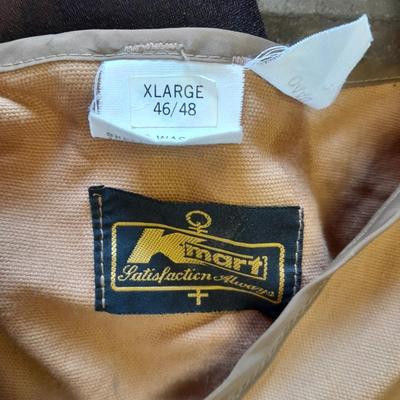 XLARGE
46/48
Kmart
Satisfaction Always